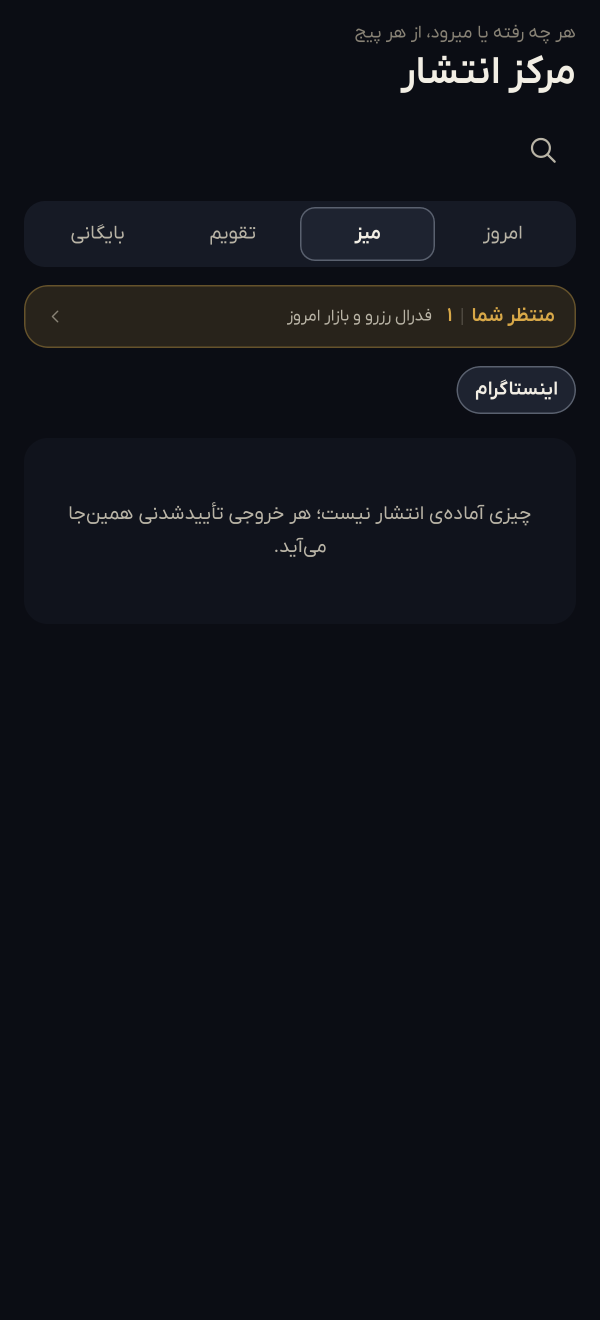 هر چه رفته یا میرود، از هر پیج
مرکز انتشار
امروز
میز
تقویم
بایگانی
منتظر شما | ۱ فدرال رزرو و بازار امروز
اینستاگرام
چیزی آماده‌ی انتشار نیست؛ هر خروجی تأییدشدنی همین‌جا
می‌آید.